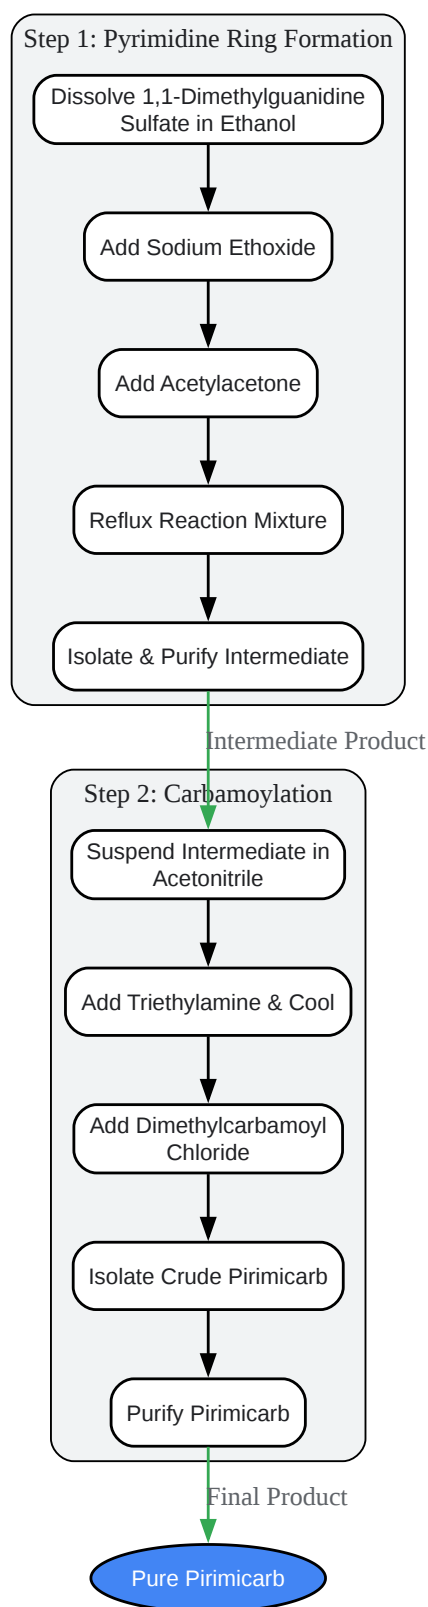 Step 1: Pyrimidine Ring Formation
Dissolve 1,1-Dimethylguanidine
Sulfate in Ethanol
Add Sodium Ethoxide
Add Acetylacetone
Reflux Reaction Mixture
Isolate & Purify Intermediate
Intermediate Product
Step 2: Carbamoylation
Suspend Intermediate in
Acetonitrile
Add Triethylamine & Cool
Add Dimethylcarbamoyl
Chloride
Isolate Crude Pirimicarb
Purify Pirimicarb
Final Product
Pure Pirimicarb